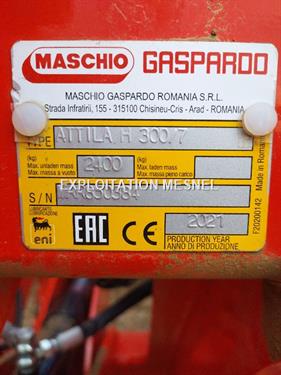 MASCHIO GASPARDO
MASCHIO GASPARDO ROMANIA S.R.L.
Strada Infratirii, 155 - 315100 Chisineu-Cris - Arad - ROMANIA
TYPE ATTILA H 300.7
(kg) Max. unladen mass Max. massa a vuoto 2400 (kg) Max. laden mass Max. massa pieno carico
EXPLOITATION MESNEL
S/N
LUBRIFICANTE CONSIGLIATO
eni EAC CE 2021
PRODUCTION YEAR
ANNO DI PRODUZIONE
Made in Romania
F20200142